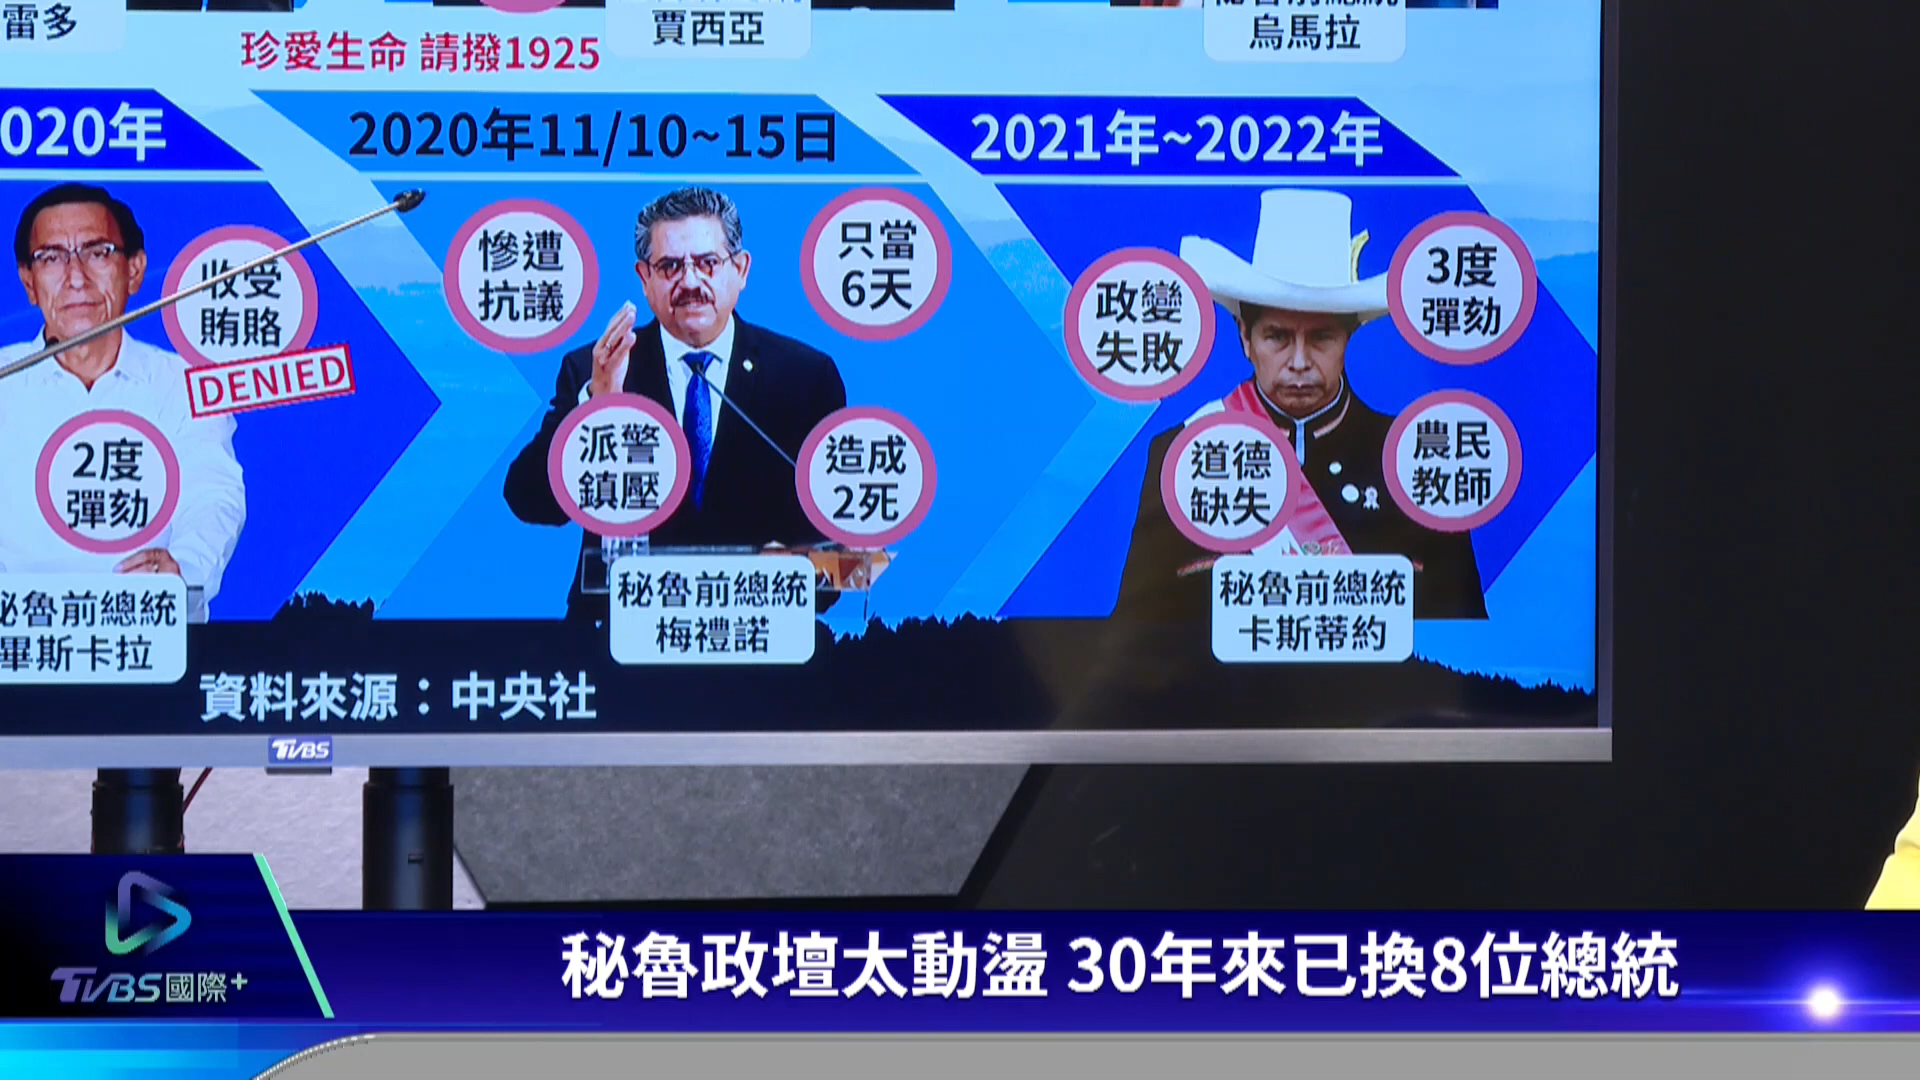 雷多
賈西亞
烏馬拉
珍愛生命 請撥1925
020年
2020年11/10~15日
2021年~2022年
收受
賄賂
DENIED
2度
彈劾
秘魯前總統
畢斯卡拉
慘遭
抗議
只當
6天
派警
鎮壓
造成
2死
秘魯前總統
梅禮諾
政變
失敗
3度
彈劾
道德
缺失
農民
教師
秘魯前總統
卡斯蒂約
資料來源：中央社
TVBS
TVBS國際+
秘魯政壇太動盪 30年來已換8位總統